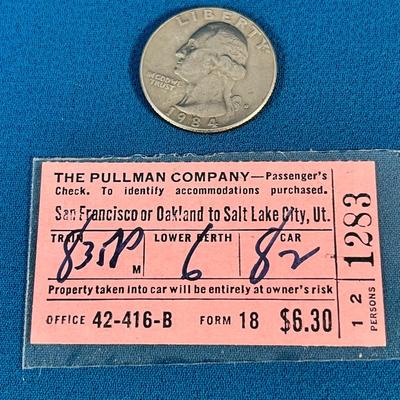 LIBERTY
IN GOD WE
TRUST
1984
THE PULLMAN COMPANY—Passenger's
Check. To identify accommodations purchased.
San Francisco or Oakland to Salt Lake City, Ut.
TRAIN LOWER BERTH CAR
6 82
M
Property taken into car will be entirely at owner's risk
OFFICE 42-416-B FORM 18 $6.30
1283
1 2
PERSONS